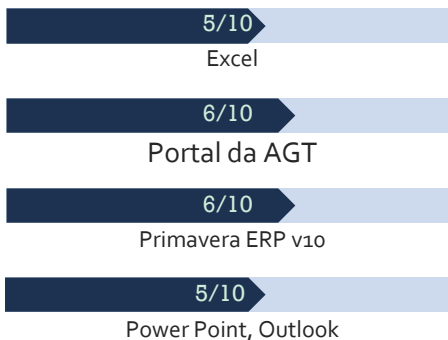 5/10
Excel
6/10
Portal da AGT
6/10
Primavera ERP v10
5/10
Power Point, Outlook